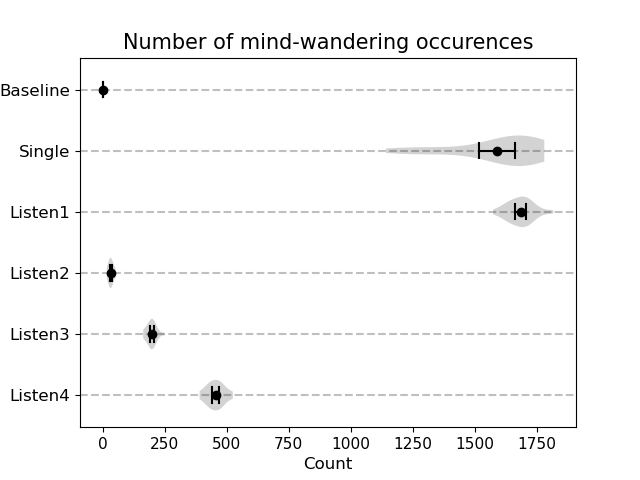 Number of mind-wandering occurences
Baseline
Single
Listen1
Listen2
Listen3
Listen4
0 250 500 750 1000 1250 1500 1750
Count